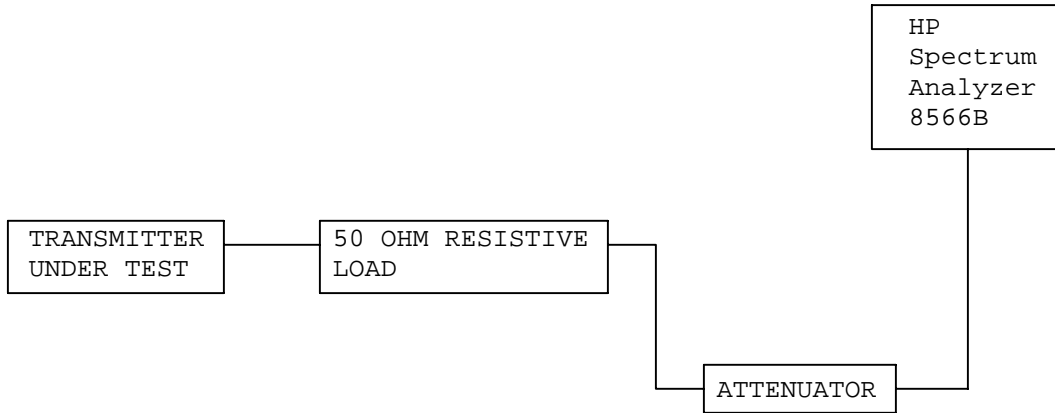 HP
Spectrum
Analyzer
8566B
TRANSMITTER
UNDER TEST
50 OHM RESISTIVE
LOAD
ATTENUATOR